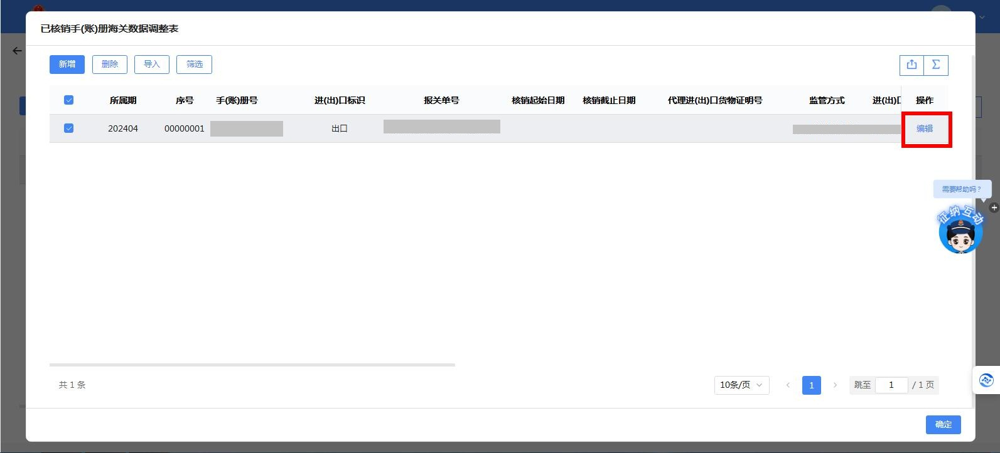 已核销手(账)册海关数据调整表
新增 删除 导入 筛选
所属期 序号 手(账)册号 进(出)口标识 报关单号 核销起始日期 核销截止日期 代理进(出)口货物证明号 监管方式 进(出)口 操作
202404 00000001 出口 编辑
需要帮助吗？
征纳互动
共 1 条 10条/页 1 跳至 1 / 1 页
确定